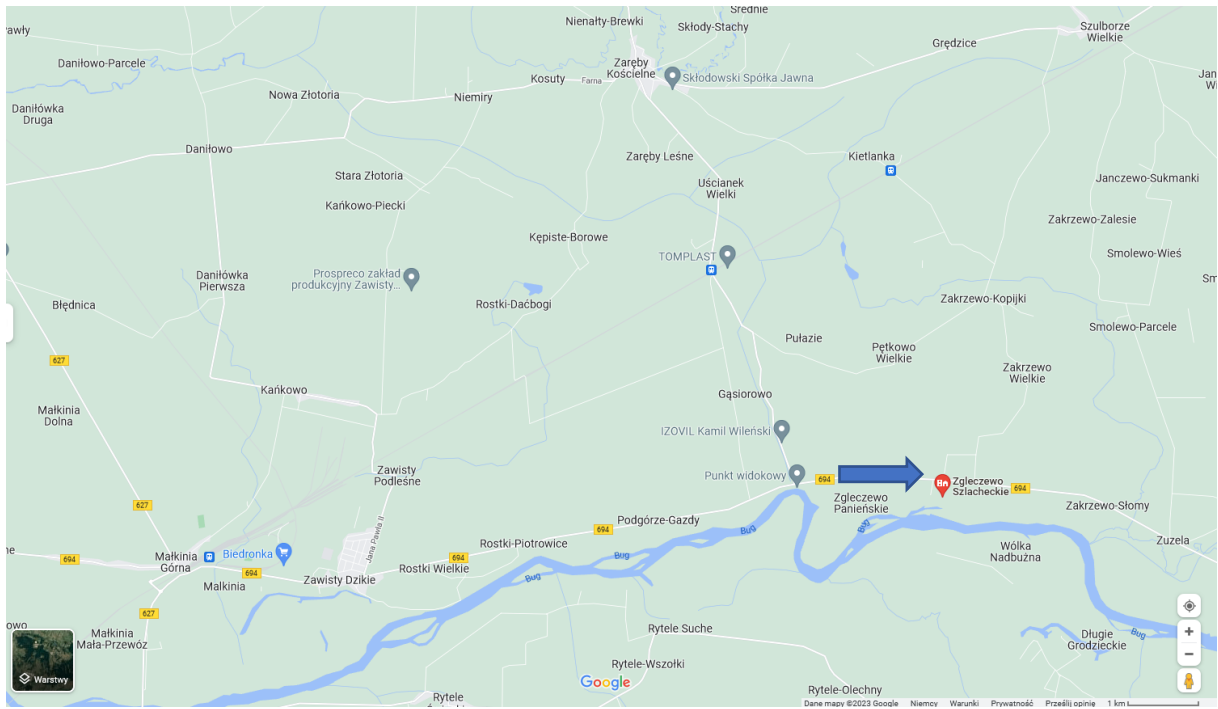 Średnie
Nienałty-Brewki
Skłody-Stachy
Szulborze
Wielkie
Grędzice
Daniłowo-Parcele
Zaręby
Kościelne
Skłodowski Spółka Jawna
Kosuty
Farna
Nowa Złotoria
Niemiry
Daniłówka
Druga
Daniłowo
Zaręby Leśne
Kietlanka
Stara Złotoria
Uścianek
Wielki
Janczewo-Sukmanki
Kańkowo-Piecki
Zakrzewo-Zalesie
Kępiste-Borowe
TOMPLAST
Smolewo-Wieś
Daniłówka
Pierwsza
Prospreco zakład
produkcyjny Zawisty...
Błędnica
Rostki-Daćbogi
Zakrzewo-Kopijki
Smolewo-Parcele
Pułazie
Pętkowo
Wielkie
627
Zakrzewo
Wielkie
Kańkowo
Gąsiorowo
Małkinia
Dolna
IZOVIL Kamil Wileński
Zawisty
Podleśne
Punkt widokowy
694
Zgleczewo
Szlacheckie
694
Zgleczewo
Panieńskie
Zakrzewo-Słomy
627
Podgórze-Gazdy
Jana Pawła II
694
Bug
Bug
Rostki-Piotrowice
Zuzela
Wólka
Nadbużna
694
Małkinia
Górna
Biedronka
694
Bug
Rostki Wielkie
694
Zawisty Dzikie
Malkinia
Bug
627
Małkinia
Mała-Przewóz
Rytele Suche
Długie
Grodzieckie
Bug
Rytele-Wszołki
Warstwy
Google
Rytele-Olechny
Rytele
Dane mapy ©2023 Google Niemcy Warunki Prywatność Prześlij opinię 1 km